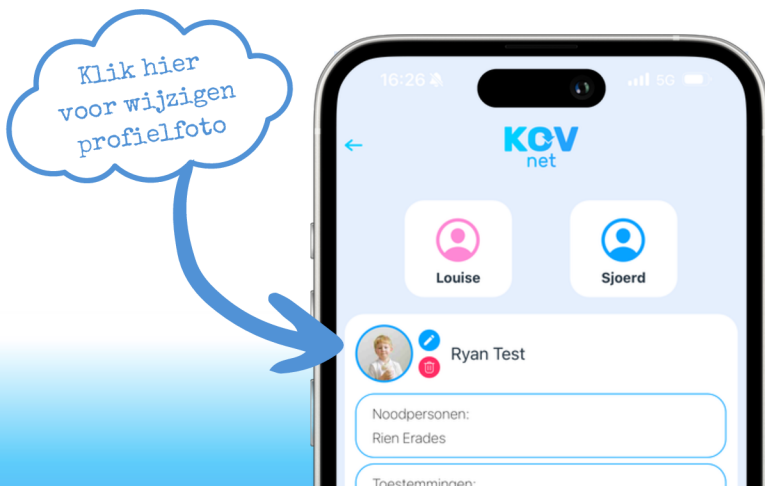 Klik hier
voor wijzigen
profielfoto
16:26
5G
KOV
net
Louise
Sjoerd
Ryan Test
Noodpersonen:
Rien Erades
Toestemmingen: